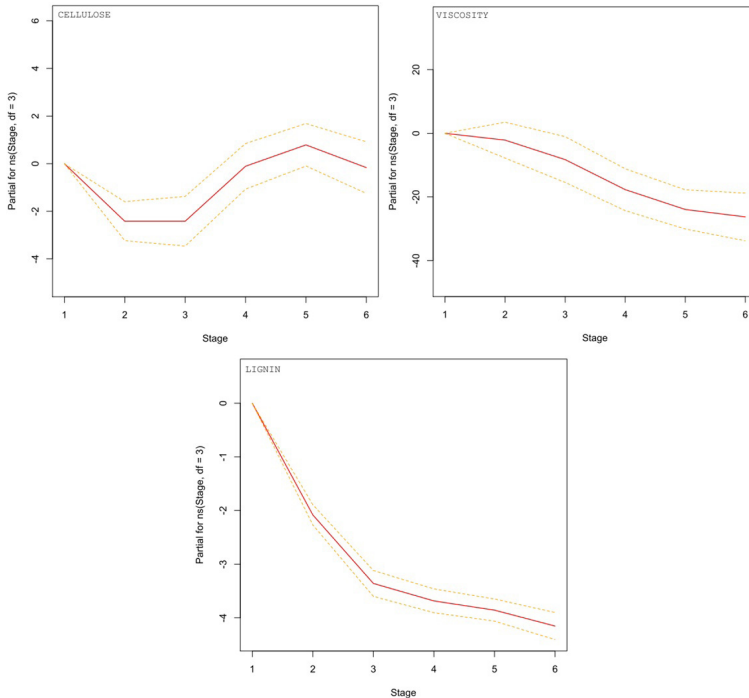 CELLULOSE
6
4
2
0
-2
-4
Partial for ns(Stage, df = 3)
1 2 3 4 5 6
Stage
VISCOSITY
20
0
-20
-40
Partial for ns(Stage, df = 3)
1 2 3 4 5 6
Stage
LIGNIN
0
-1
-2
-3
-4
Partial for ns(Stage, df = 3)
1 2 3 4 5 6
Stage